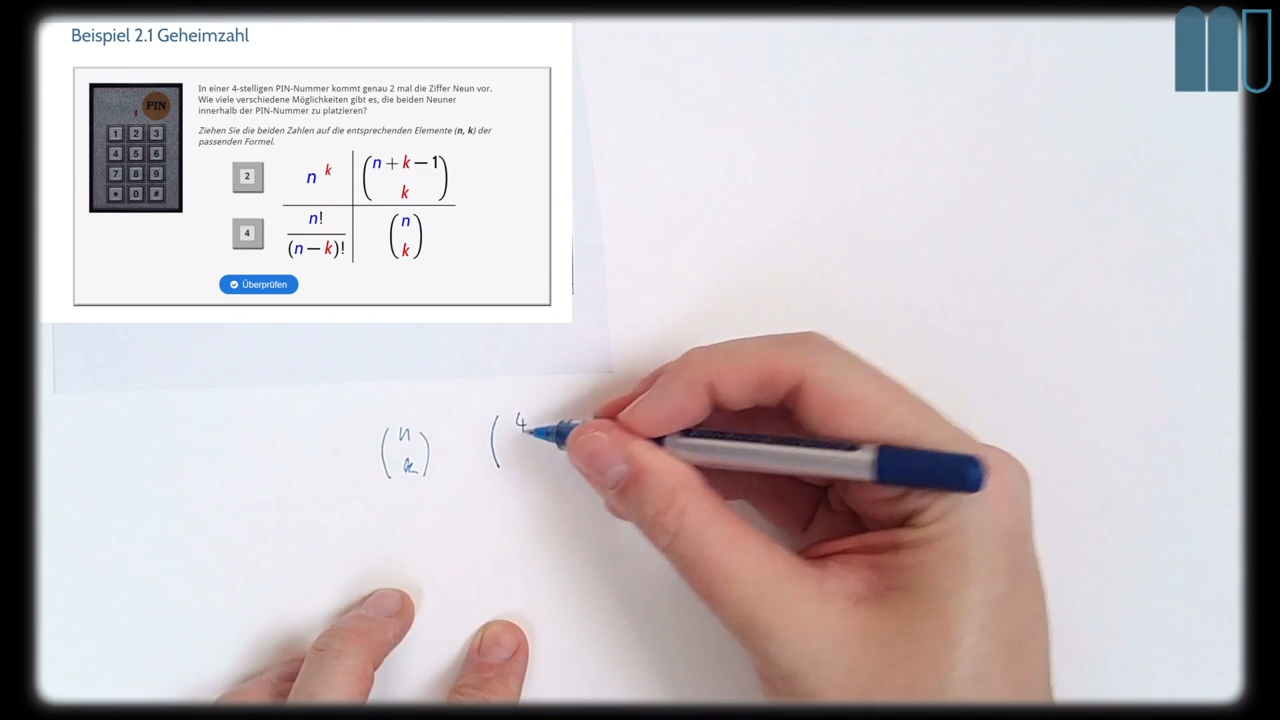 Beispiel 2.1 Geheimzahl
PIN
1 2 3
4 5 6
7 8 9
* 0 #
In einer 4-stelligen PIN-Nummer kommt genau 2 mal die Ziffer Neun vor.
Wie viele verschiedene Möglichkeiten gibt es, die beiden Neuner
innerhalb der PIN-Nummer zu platzieren?
Ziehen Sie die beiden Zahlen auf die entsprechenden Elemente (n, k) der
passenden Formel.
2
4
n k
(n + k − 1
k)
n!
(n − k)!
(n
k)
Überprüfen
(n
k)
(4